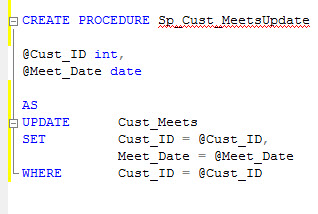 CREATE PROCEDURE Sp_Cust_MeetsUpdate
@Cust_ID int,
@Meet_Date date
AS
UPDATE Cust_Meets
SET Cust_ID = @Cust_ID,
Meet_Date = @Meet_Date
WHERE Cust_ID = @Cust_ID